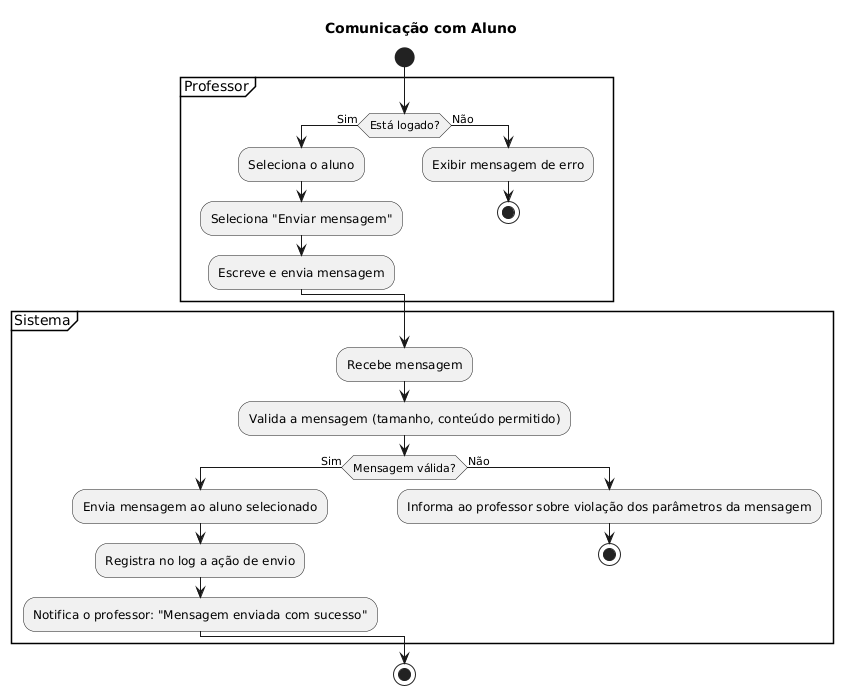 Comunicação com Aluno
Professor
Está logado?
Sim
Não
Seleciona o aluno
Exibir mensagem de erro
Seleciona "Enviar mensagem"
Escreve e envia mensagem
Sistema
Recebe mensagem
Valida a mensagem (tamanho, conteúdo permitido)
Mensagem válida?
Sim
Não
Envia mensagem ao aluno selecionado
Informa ao professor sobre violação dos parâmetros da mensagem
Registra no log a ação de envio
Notifica o professor: "Mensagem enviada com sucesso"